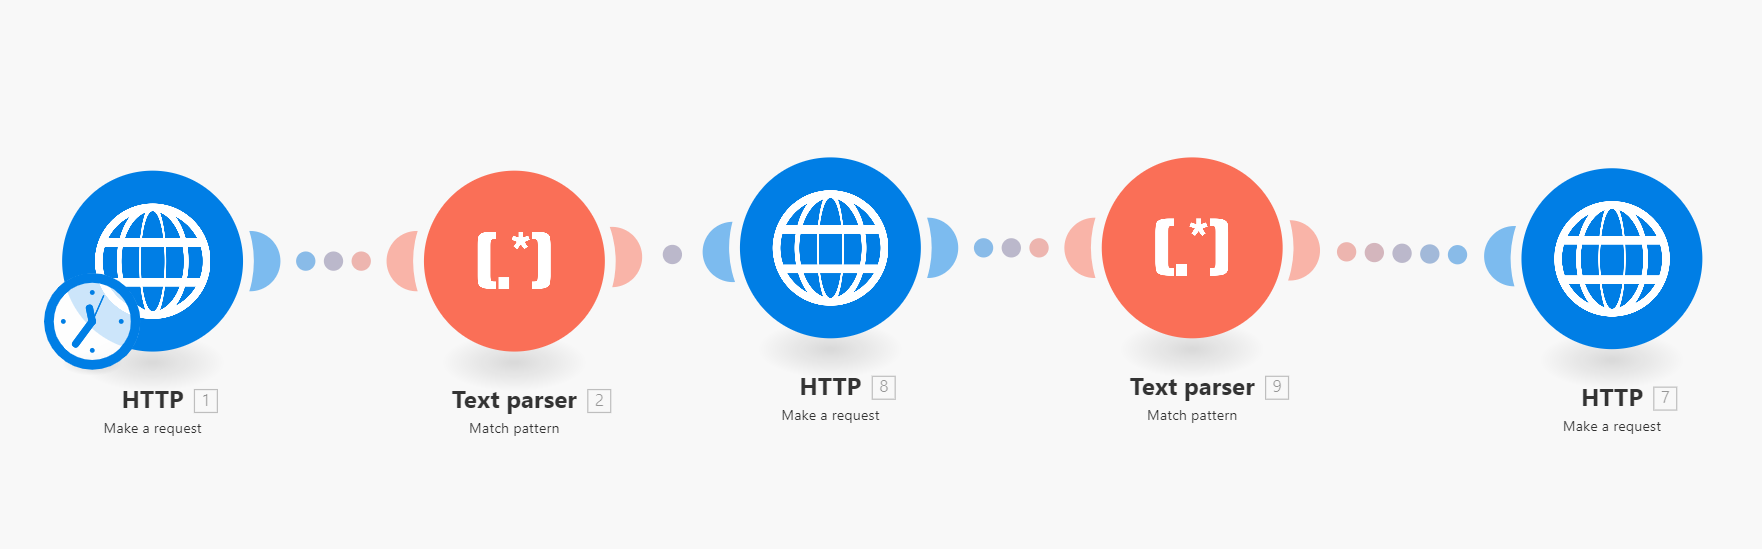 HTTP 1
Make a request
Text parser 2
Match pattern
HTTP 8
Make a request
Text parser 9
Match pattern
HTTP 7
Make a request